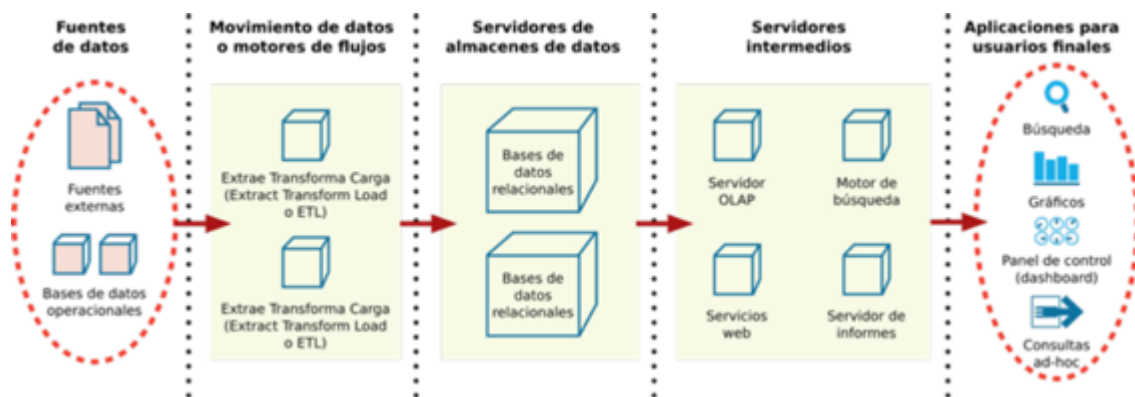 Fuentes
de datos
Movimiento de datos
o motores de flujos
Servidores de
almacenes de datos
Servidores
intermedios
Aplicaciones para
usuarios finales
Fuentes
externas
Bases de datos
operacionales
Extrae Transforma Carga
(Extract Transform Load
o ETL)
Extrae Transforma Carga
(Extract Transform Load
o ETL)
Bases de
datos
relacionales
Bases de
datos
relacionales
Servidor
OLAP
Motor de
búsqueda
Servicios
web
Servidor de
informes
Búsqueda
Gráficos
Panel de control
(dashboard)
Consultas
ad-hoc